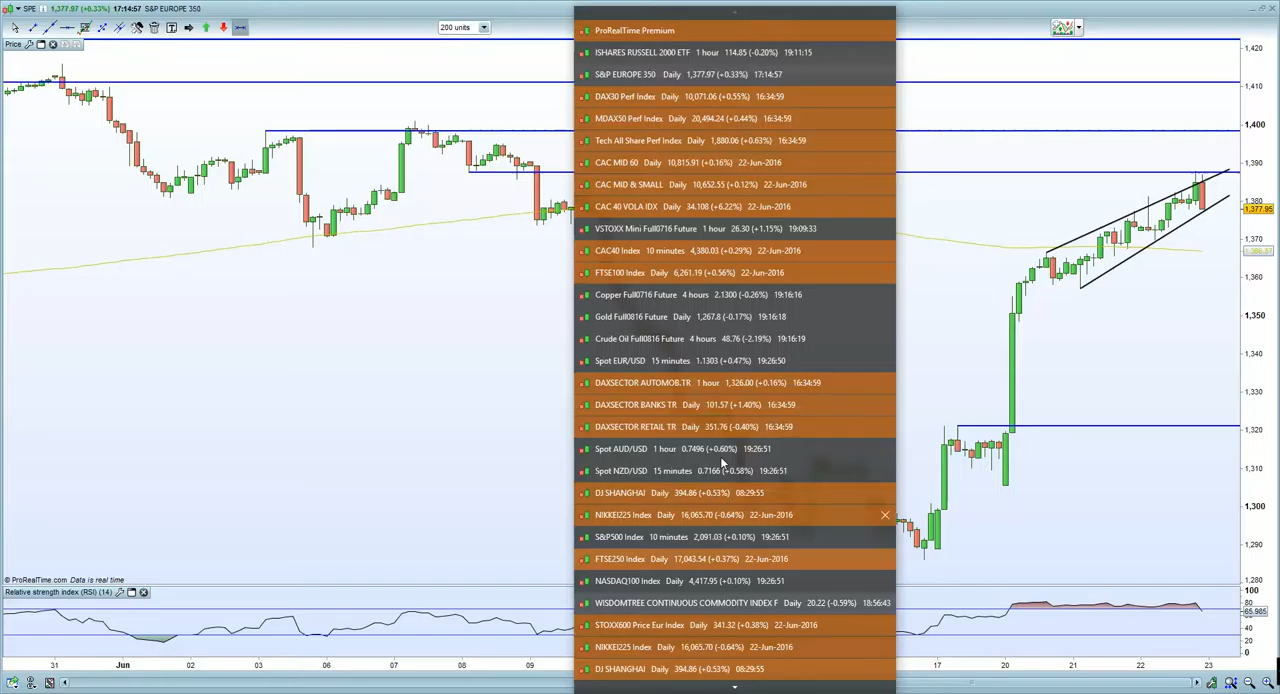 SPE 1,377.97 (+0.33%) 17:14:57 S&P EUROPE 350
200 units
Price
ProRealTime Premium
ISHARES RUSSELL 2000 ETF 1 hour 114.85 (-0.20%) 19:11:15
S&P EUROPE 350 Daily 1,377.97 (+0.33%) 17:14:57
DAX30 Perf Index Daily 10,071.06 (+0.55%) 16:34:59
MDAX50 Perf Index Daily 20,494.24 (+0.44%) 16:34:59
Tech All Share Perf Index Daily 1,880.06 (+0.63%) 16:34:59
CAC MID 60 Daily 10,815.91 (+0.16%) 22-Jun-2016
CAC MID & SMALL Daily 10,652.55 (+0.12%) 22-Jun-2016
CAC 40 VOLA IDX Daily 34.108 (+6.22%) 22-Jun-2016
VSTOXX Mini Full0716 Future 1 hour 26.30 (+1.15%) 19:09:33
CAC40 Index 10 minutes 4,380.03 (+0.29%) 22-Jun-2016
FTSE100 Index Daily 6,261.19 (+0.56%) 22-Jun-2016
Copper Full0716 Future 4 hours 2.1300 (-0.26%) 19:16:16
Gold Full0816 Future Daily 1,267.8 (-0.17%) 19:16:18
Crude Oil Full0816 Future 4 hours 48.76 (-2.19%) 19:16:19
Spot EUR/USD 15 minutes 1.1303 (+0.47%) 19:26:50
DAXSECTOR AUTOMOB.TR 1 hour 1,326.00 (+0.16%) 16:34:59
DAXSECTOR BANKS TR Daily 101.57 (+1.40%) 16:34:59
DAXSECTOR RETAIL TR Daily 351.76 (-0.40%) 16:34:59
Spot AUD/USD 1 hour 0.7496 (+0.60%) 19:26:51
Spot NZD/USD 15 minutes 0.7166 (+0.58%) 19:26:51
DJ SHANGHAI Daily 394.86 (+0.53%) 08:29:55
NIKKEI225 Index Daily 16,065.70 (-0.64%) 22-Jun-2016
S&P500 Index 10 minutes 2,091.03 (+0.10%) 19:26:51
FTSE250 Index Daily 17,043.54 (+0.37%) 22-Jun-2016
NASDAQ100 Index Daily 4,417.95 (+0.10%) 19:26:51
WISDOMTREE CONTINUOUS COMMODITY INDEX F Daily 20.22 (-0.59%) 18:56:43
STOXX600 Price Eur Index Daily 341.32 (+0.38%) 22-Jun-2016
NIKKEI225 Index Daily 16,065.70 (-0.64%) 22-Jun-2016
DJ SHANGHAI Daily 394.86 (+0.53%) 08:29:55
1,420
1,410
1,400
1,390
1,380
1,377.95
1,370
1,360
1,350
1,340
1,330
1,320
1,310
1,300
1,290
1,280
© ProRealTime.com Data is real time
Relative strength index (RSI) (14)
100
80
65.985
60
40
20
0
31 Jun 02 03 06 07 08 09 17 20 21 22 23